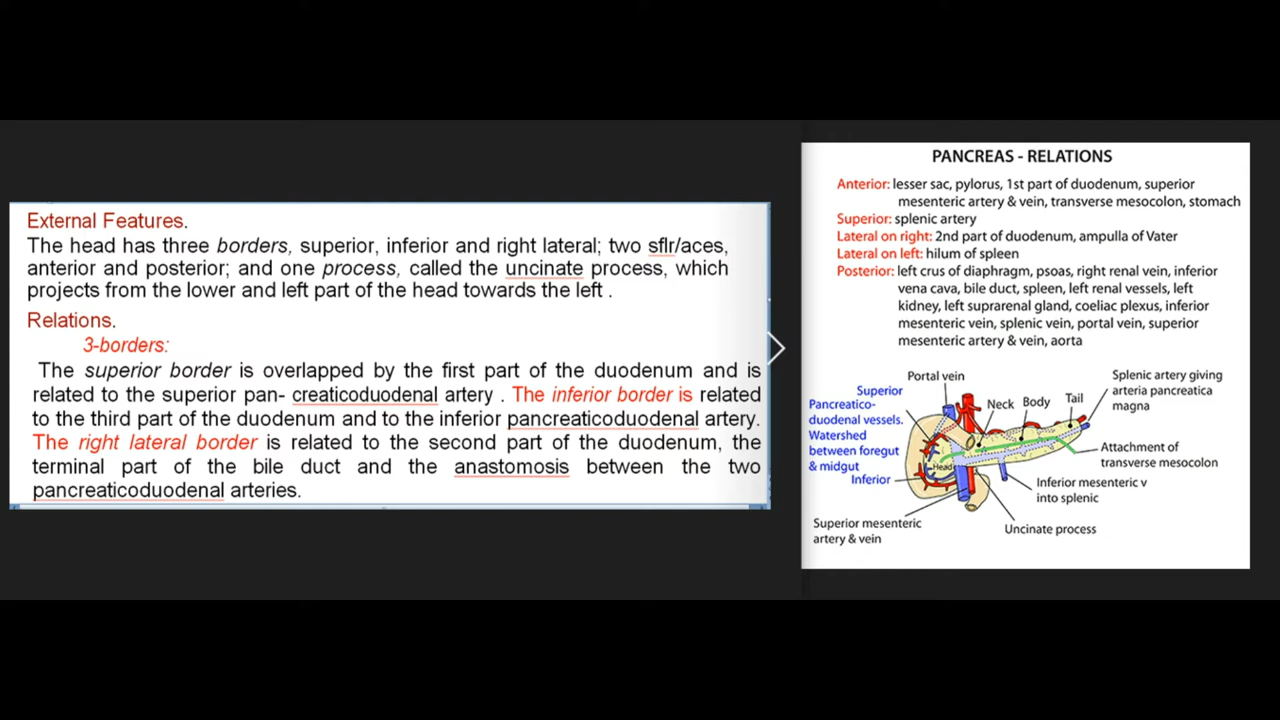 External Features.
The head has three borders, superior, inferior and right lateral; two sflr/aces,
anterior and posterior; and one process, called the uncinate process, which
projects from the lower and left part of the head towards the left .
Relations.
3-borders:
The superior border is overlapped by the first part of the duodenum and is
related to the superior pan- creaticoduodenal artery . The inferior border is related
to the third part of the duodenum and to the inferior pancreaticoduodenal artery.
The right lateral border is related to the second part of the duodenum, the
terminal part of the bile duct and the anastomosis between the two
pancreaticoduodenal arteries.
PANCREAS - RELATIONS
Anterior: lesser sac, pylorus, 1st part of duodenum, superior
mesenteric artery & vein, transverse mesocolon, stomach
Superior: splenic artery
Lateral on right: 2nd part of duodenum, ampulla of Vater
Lateral on left: hilum of spleen
Posterior: left crus of diaphragm, psoas, right renal vein, inferior
vena cava, bile duct, spleen, left renal vessels, left
kidney, left suprarenal gland, coeliac plexus, inferior
mesenteric vein, splenic vein, portal vein, superior
mesenteric artery & vein, aorta
Portal vein
Superior
Pancreatico-
duodenal vessels.
Watershed
between foregut
& midgut
Inferior
Neck
Body
Tail
Head
Splenic artery giving
arteria pancreatica
magna
Attachment of
transverse mesocolon
Inferior mesenteric v
into splenic
Uncinate process
Superior mesenteric
artery & vein